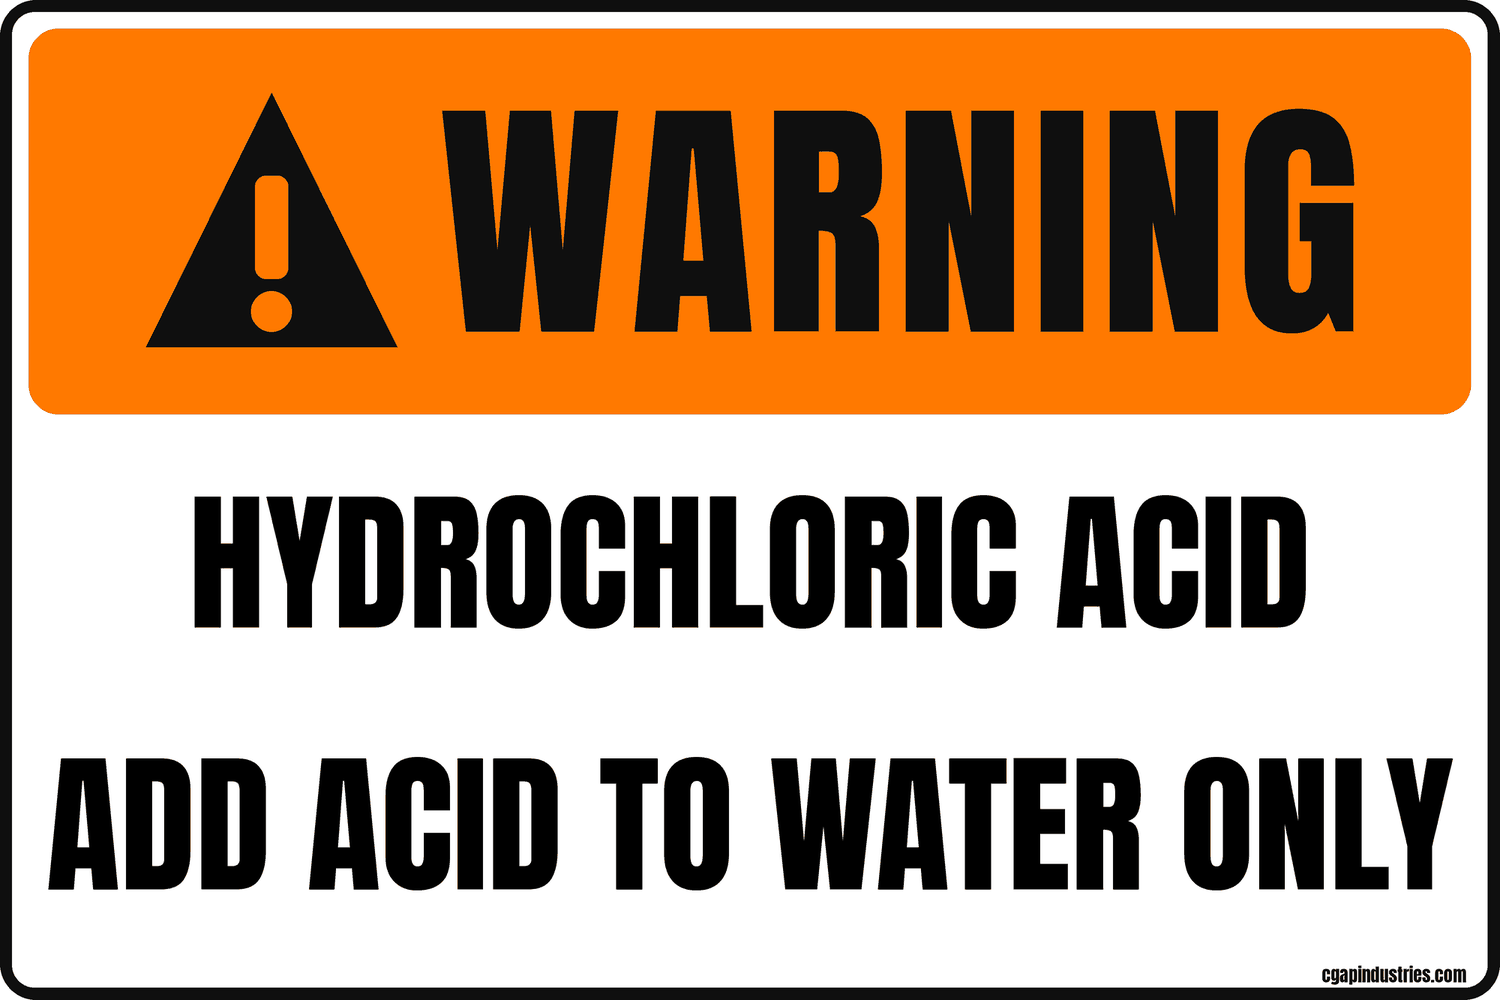 WARNING
HYDROCHLORIC ACID
ADD ACID TO WATER ONLY
cgapindustries.com